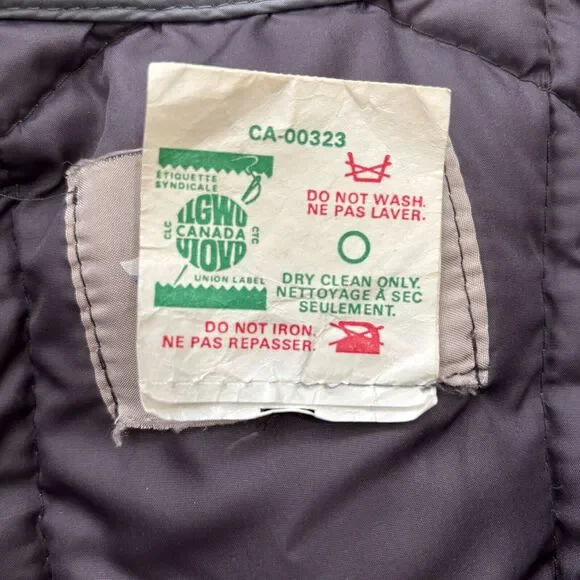 CA-00323
ÉTIQUETTE
SYNDICALE
ILGWU
CLC CANADA CTC
UNION LABEL
DO NOT WASH.
NE PAS LAVER.
DRY CLEAN ONLY.
NETTOYAGE À SEC
SEULEMENT.
DO NOT IRON.
NE PAS REPASSER.